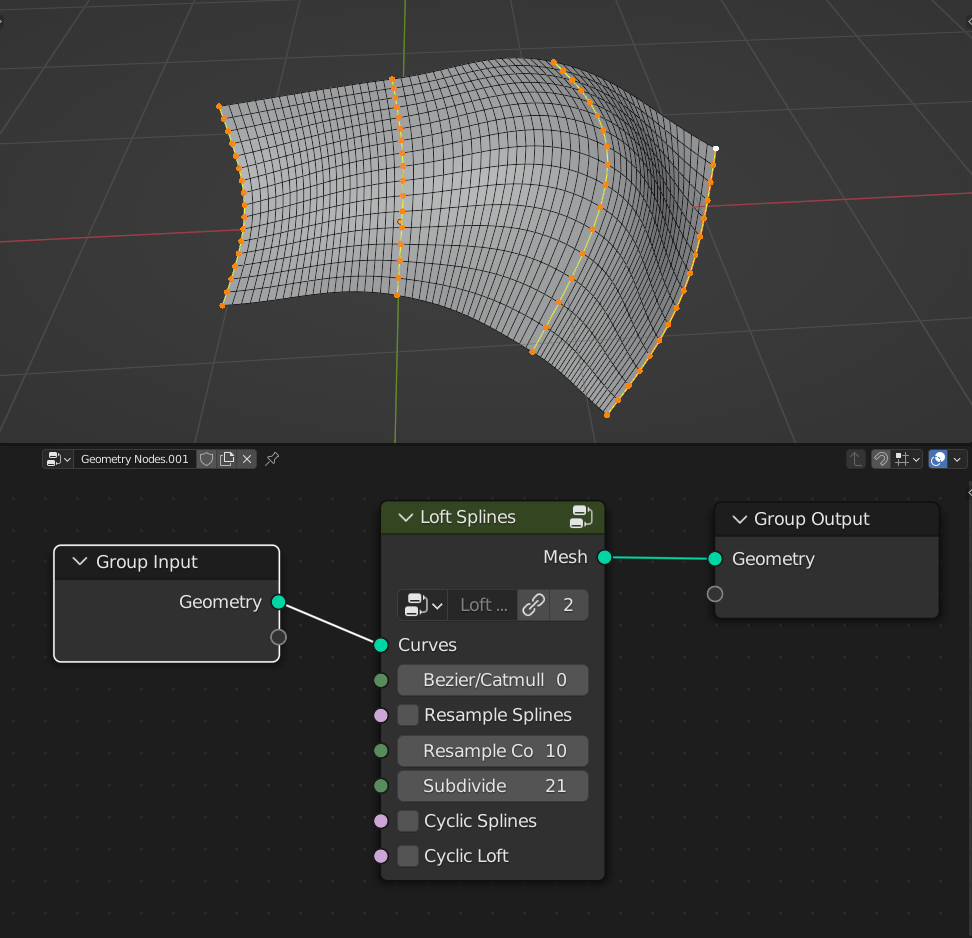 Geometry Nodes.001
Loft Splines
Group Output
Mesh
Geometry
Group Input
Geometry
Loft ...
2
Curves
Bezier/Catmull 0
Resample Splines
Resample Co 10
Subdivide 21
Cyclic Splines
Cyclic Loft